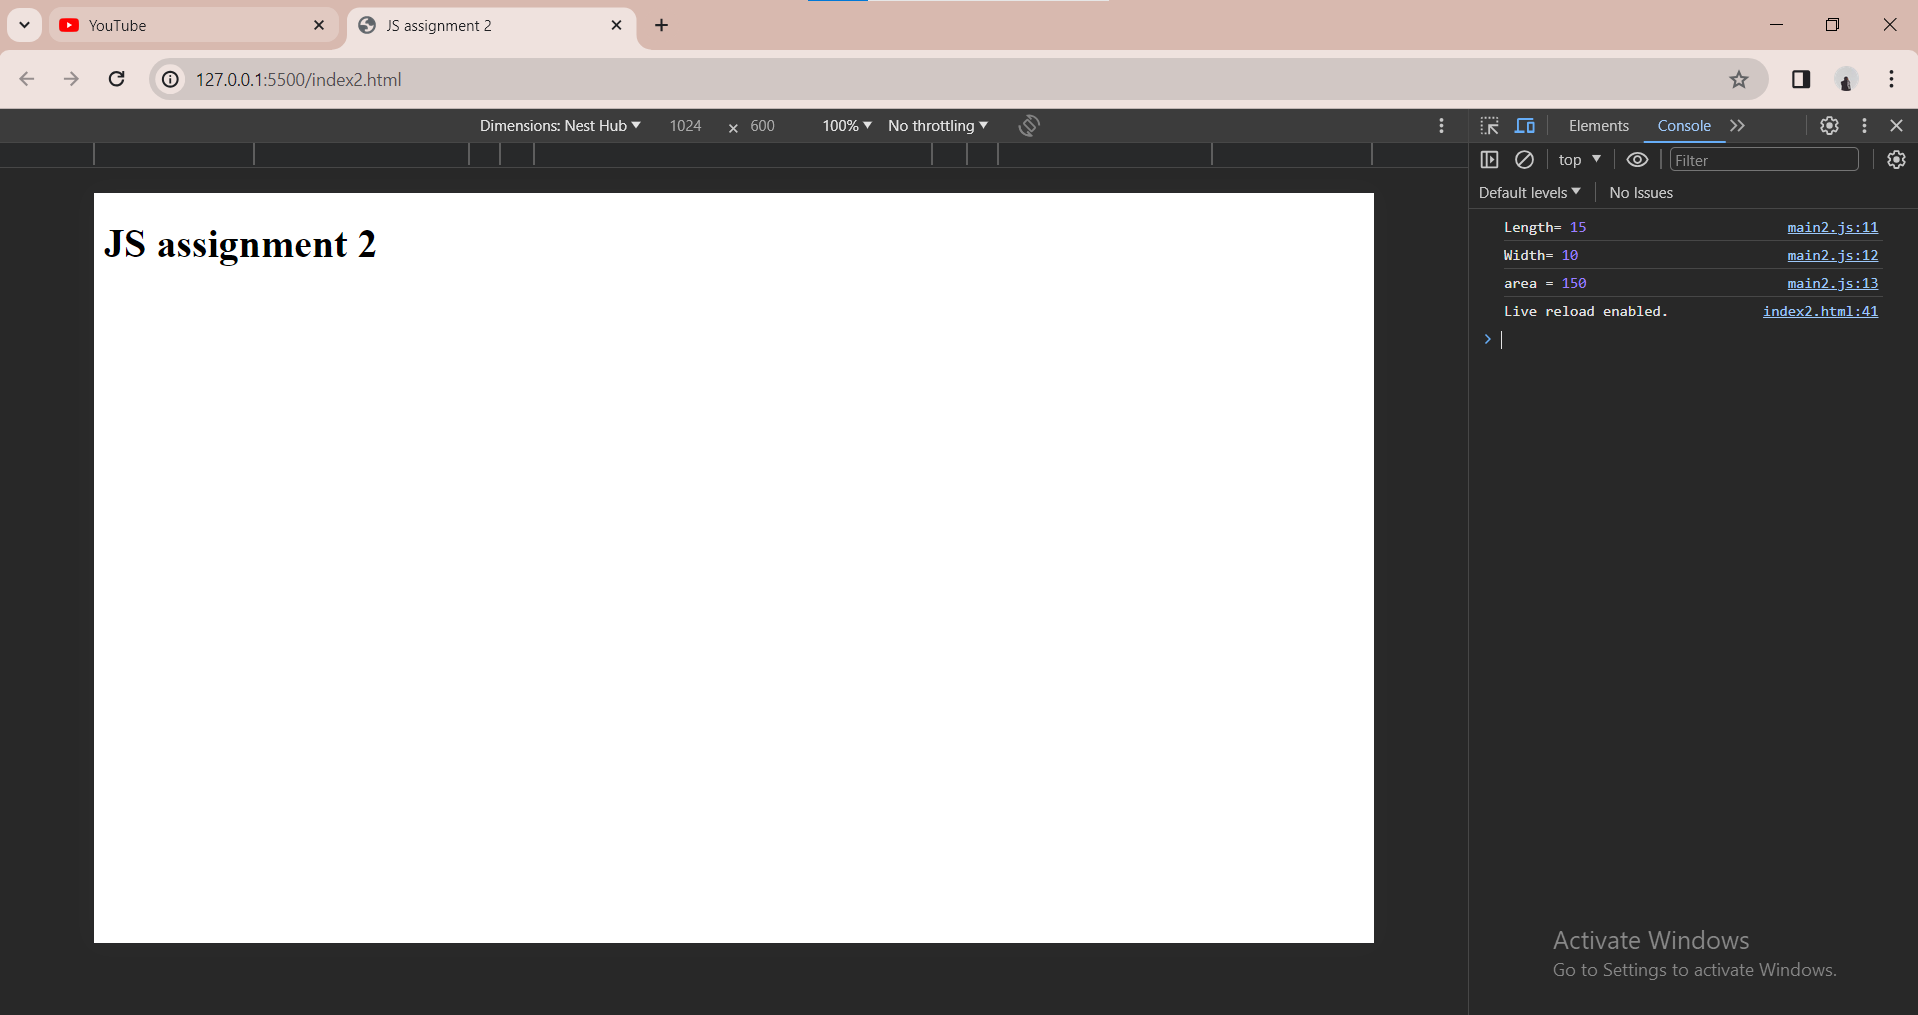 YouTube
JS assignment 2
127.0.0.1:5500/index2.html
Dimensions: Nest Hub 1024 × 600 100% No throttling
Elements Console
top Filter
Default levels No Issues
JS assignment 2
Length= 15 main2.js:11
Width= 10 main2.js:12
area = 150 main2.js:13
Live reload enabled. index2.html:41
Activate Windows
Go to Settings to activate Windows.